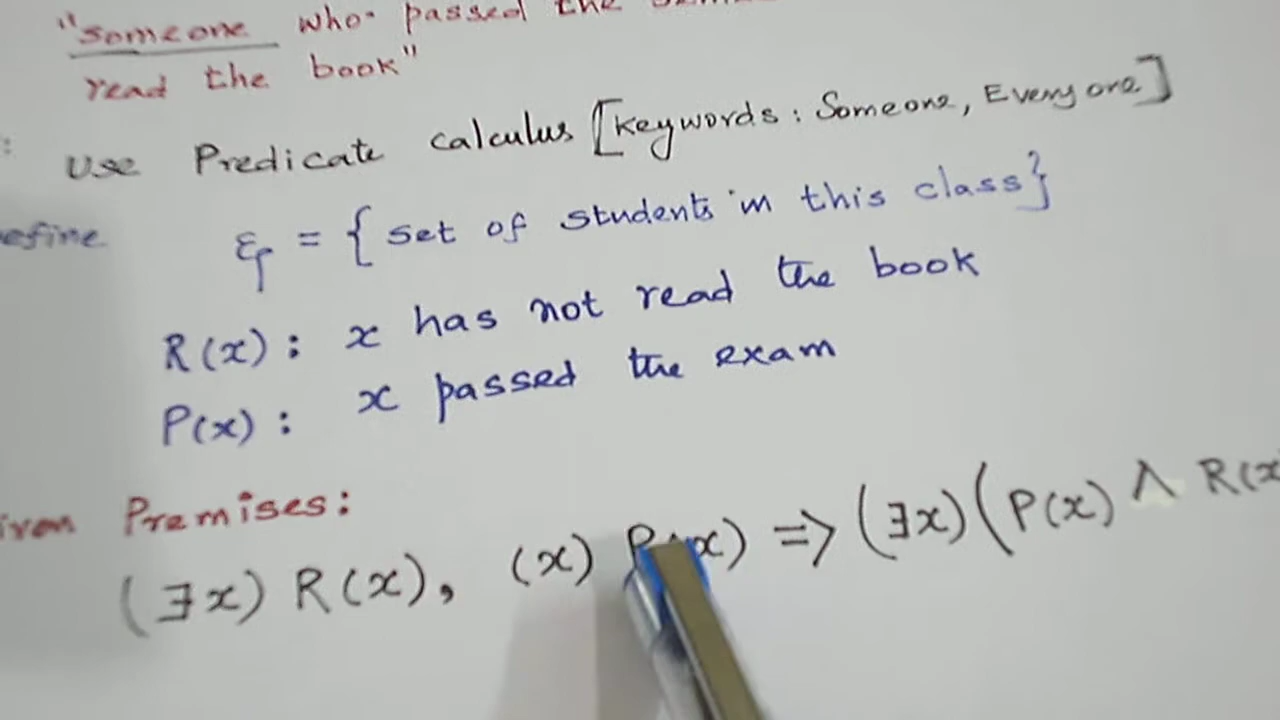 "someone who passed the
read the book"
: Use Predicate calculus [keywords: Someone, Everyone]
efine ξ = {set of students in this class}
R(x): x has not read the book
P(x): x passed the exam
iven Premises:
(∃x) R(x), (x) P(x) => (∃x)(P(x) ∧ R(x